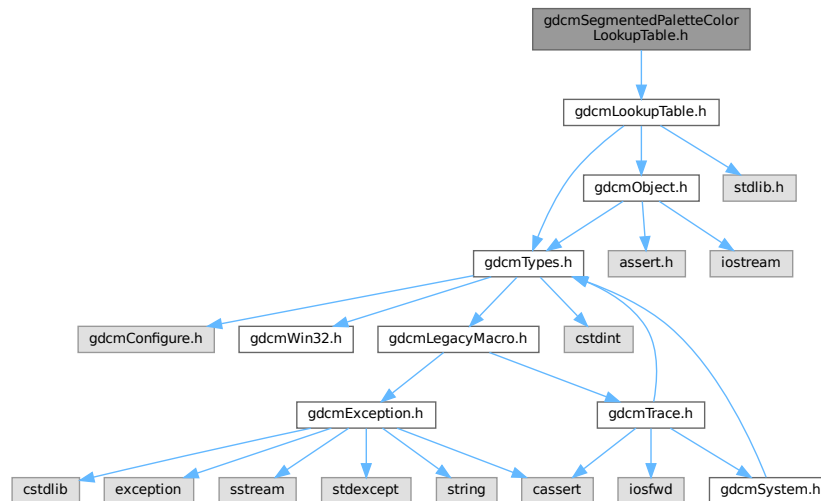 gdcmSegmentedPaletteColor
LookupTable.h
gdcmLookupTable.h
gdcmObject.h
stdlib.h
gdcmTypes.h
assert.h
iostream
gdcmConfigure.h
gdcmWin32.h
gdcmLegacyMacro.h
cstdint
gdcmException.h
gdcmTrace.h
cstdlib
exception
sstream
stdexcept
string
cassert
iosfwd
gdcmSystem.h